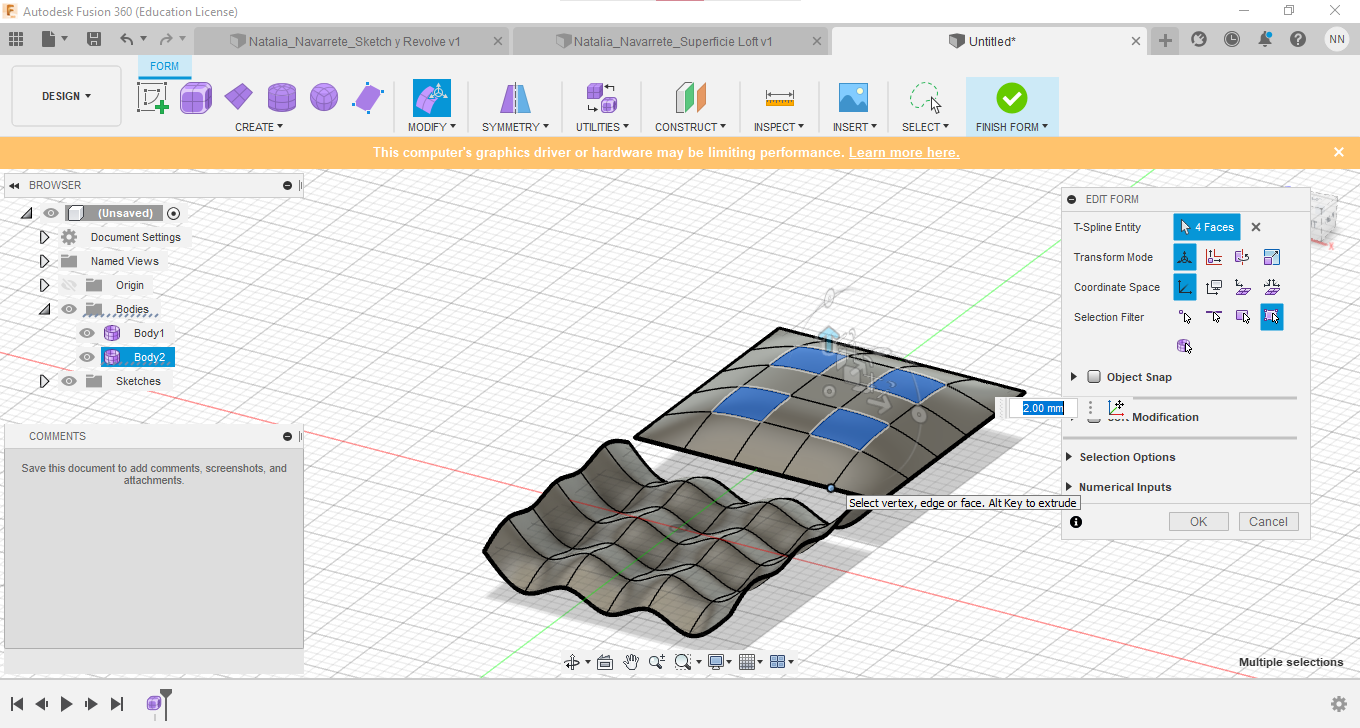 Autodesk Fusion 360 (Education License)
Natalia_Navarrete_Sketch y Revolve v1
Natalia_Navarrete_Superficie Loft v1
Untitled*
NN
FORM
DESIGN
CREATE
MODIFY
SYMMETRY
UTILITIES
CONSTRUCT
INSPECT
INSERT
SELECT
FINISH FORM
This computer's graphics driver or hardware may be limiting performance. Learn more here.
BROWSER
(Unsaved)
Document Settings
Named Views
Origin
Bodies
Body1
Body2
Sketches
COMMENTS
Save this document to add comments, screenshots, and
attachments.
EDIT FORM
T-Spline Entity
4 Faces
Transform Mode
Coordinate Space
Selection Filter
Object Snap
2.00 mm
Modification
Selection Options
Numerical Inputs
OK
Cancel
Select vertex, edge or face. Alt Key to extrude
X
Multiple selections